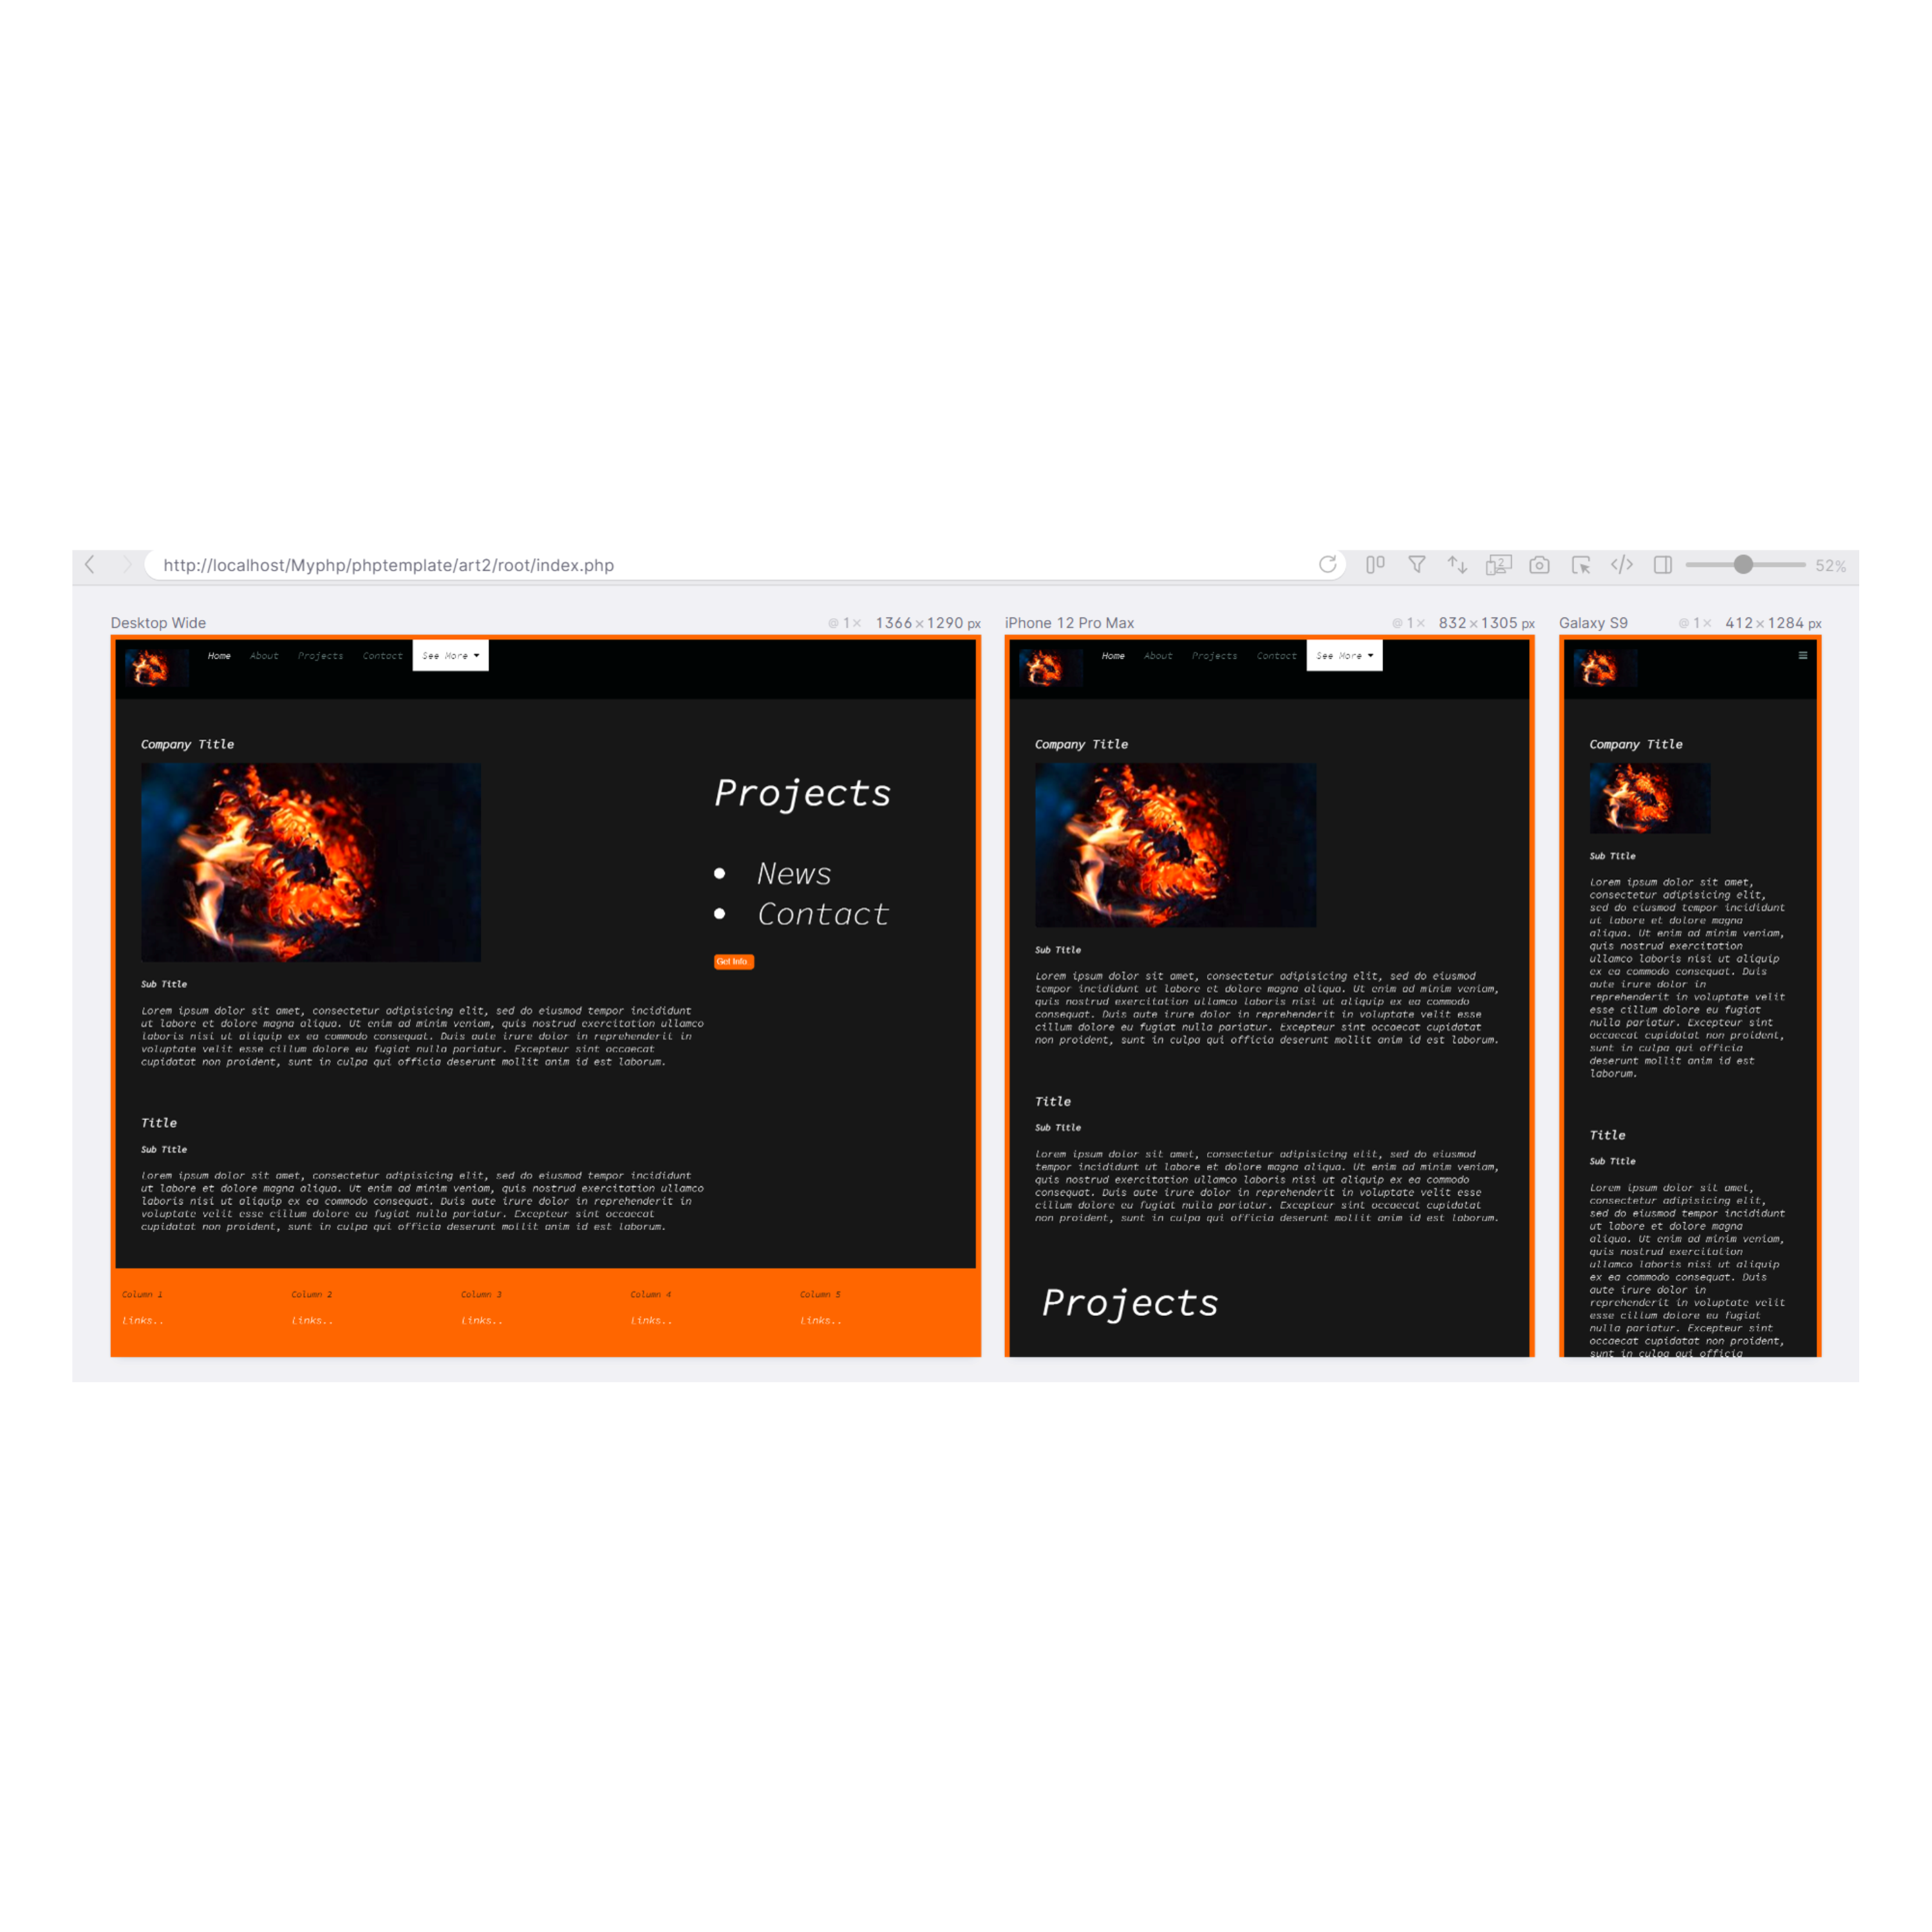 http://localhost/Myphp/phptemplate/art2/root/index.php
52%
Desktop Wide @ 1× 1366×1290 px
Home About Projects Contact See More
Company Title
Projects
News
Contact
Get Info
Sub Title
Lorem ipsum dolor sit amet, consectetur adipisicing elit, sed do eiusmod tempor incididunt
ut labore et dolore magna aliqua. Ut enim ad minim veniam, quis nostrud exercitation ullamco
laboris nisi ut aliquip ex ea commodo consequat. Duis aute irure dolor in reprehenderit in
voluptate velit esse cillum dolore eu fugiat nulla pariatur. Excepteur sint occaecat
cupidatat non proident, sunt in culpa qui officia deserunt mollit anim id est laborum.
Title
Sub Title
Lorem ipsum dolor sit amet, consectetur adipisicing elit, sed do eiusmod tempor incididunt
ut labore et dolore magna aliqua. Ut enim ad minim veniam, quis nostrud exercitation ullamco
laboris nisi ut aliquip ex ea commodo consequat. Duis aute irure dolor in reprehenderit in
voluptate velit esse cillum dolore eu fugiat nulla pariatur. Excepteur sint occaecat
cupidatat non proident, sunt in culpa qui officia deserunt mollit anim id est laborum.
Column 1 Column 2 Column 3 Column 4 Column 5
Links.. Links.. Links.. Links.. Links..
iPhone 12 Pro Max @ 1× 832×1305 px
Home About Projects Contact See More
Company Title
Sub Title
Lorem ipsum dolor sit amet, consectetur adipisicing elit, sed do eiusmod
tempor incididunt ut labore et dolore magna aliqua. Ut enim ad minim veniam,
quis nostrud exercitation ullamco laboris nisi ut aliquip ex ea commodo
consequat. Duis aute irure dolor in reprehenderit in voluptate velit esse
cillum dolore eu fugiat nulla pariatur. Excepteur sint occaecat cupidatat
non proident, sunt in culpa qui officia deserunt mollit anim id est laborum.
Title
Sub Title
Lorem ipsum dolor sit amet, consectetur adipisicing elit, sed do eiusmod
tempor incididunt ut labore et dolore magna aliqua. Ut enim ad minim veniam,
quis nostrud exercitation ullamco laboris nisi ut aliquip ex ea commodo
consequat. Duis aute irure dolor in reprehenderit in voluptate velit esse
cillum dolore eu fugiat nulla pariatur. Excepteur sint occaecat cupidatat
non proident, sunt in culpa qui officia deserunt mollit anim id est laborum.
Projects
Galaxy S9 @ 1× 412×1284 px
Company Title
Sub Title
Lorem ipsum dolor sit amet,
consectetur adipisicing elit,
sed do eiusmod tempor incididunt
ut labore et dolore magna
aliqua. Ut enim ad minim veniam,
quis nostrud exercitation
ullamco laboris nisi ut aliquip
ex ea commodo consequat. Duis
aute irure dolor in
reprehenderit in voluptate velit
esse cillum dolore eu fugiat
nulla pariatur. Excepteur sint
occaecat cupidatat non proident,
sunt in culpa qui officia
deserunt mollit anim id est
laborum.
Title
Sub Title
Lorem ipsum dolor sit amet,
consectetur adipisicing elit,
sed do eiusmod tempor incididunt
ut labore et dolore magna
aliqua. Ut enim ad minim veniam,
quis nostrud exercitation
ullamco laboris nisi ut aliquip
ex ea commodo consequat. Duis
aute irure dolor in
reprehenderit in voluptate velit
esse cillum dolore eu fugiat
nulla pariatur. Excepteur sint
occaecat cupidatat non proident,
sunt in culpa qui officia